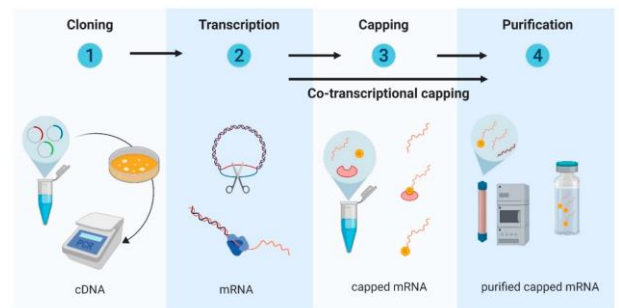 Cloning
Transcription
Capping
Purification
1
2
3
4
Co-transcriptional capping
PCR
cDNA
mRNA
capped mRNA
purified capped mRNA